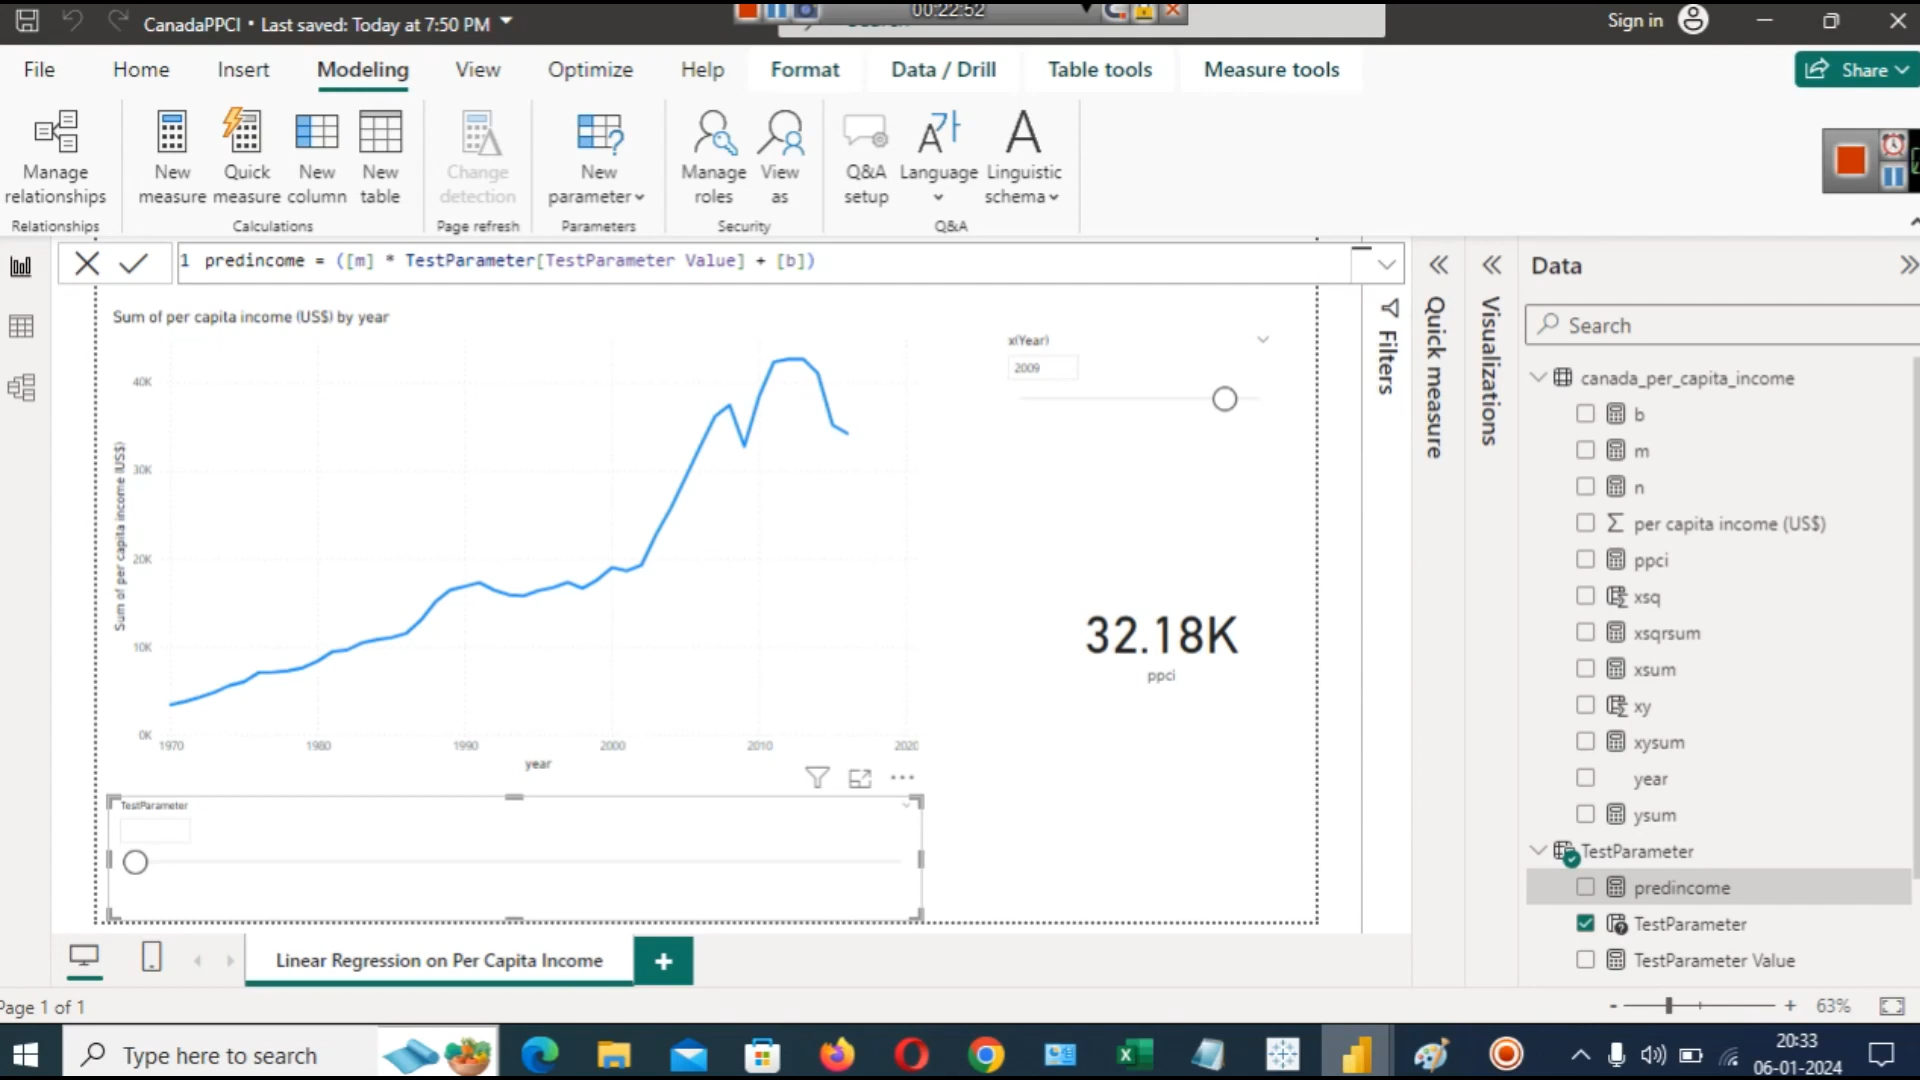 CanadaPPCI • Last saved: Today at 7:50 PM
00:22:52
Sign in
File Home Insert Modeling View Optimize Help Format Data / Drill Table tools Measure tools
Share
Manage relationships
New measure
Quick measure
New column
New table
Change detection
New parameter
Manage roles
View as
Q&A setup
Language
Linguistic schema
Relationships
Calculations
Page refresh
Parameters
Security
Q&A
1 predincome = ([m] * TestParameter[TestParameter Value] + [b])
Sum of per capita income (US$) by year
Sum of per capita income (US$)
40K
30K
20K
10K
0K
1970 1980 1990 2000 2010 2020
year
x(Year)
2009
32.18K
ppci
TestParameter
Filters
Quick measure
Visualizations
Data
Search
canada_per_capita_income
b
m
n
per capita income (US$)
ppci
xsq
xsqrsum
xsum
xy
xysum
year
ysum
TestParameter
predincome
TestParameter
TestParameter Value
Linear Regression on Per Capita Income
Page 1 of 1
- + 63%
Type here to search
20:33
06-01-2024